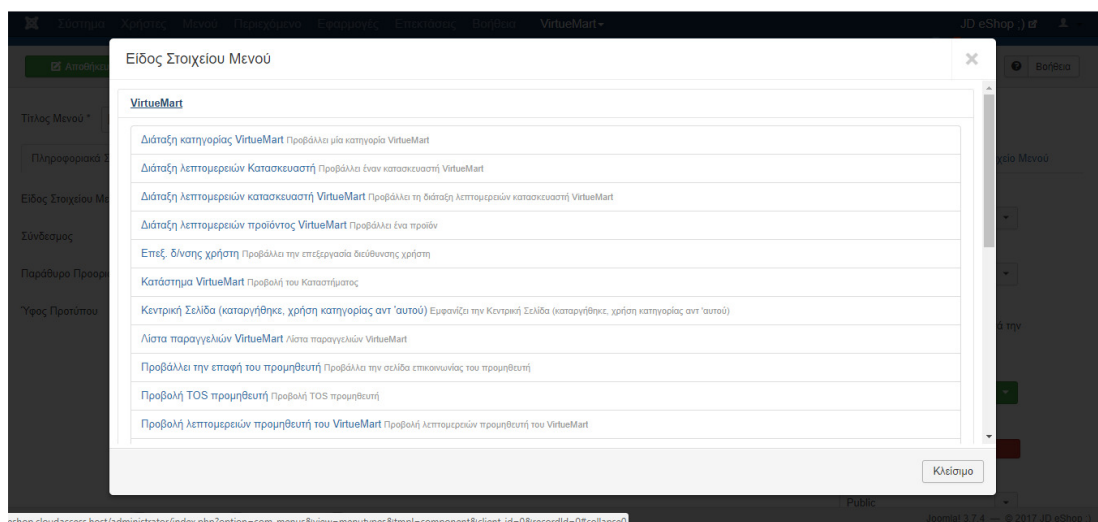 Σύστημα Χρήστες Μενού Περιεχόμενο Εφαρμογές Επεκτάσεις Βοήθεια VirtueMart JD eShop ;)
Είδος Στοιχείου Μενού ×
Βοήθεια
VirtueMart
Τίτλος Μενού *
Διάταξη κατηγορίας VirtueMart Προβάλλει μία κατηγορία VirtueMart
Διάταξη λεπτομερειών Κατασκευαστή Προβάλλει έναν κατασκευαστή VirtueMart
Διάταξη λεπτομερειών κατασκευαστή VirtueMart Προβάλλει τη διάταξη λεπτομερειών κατασκευαστή VirtueMart
Είδος Στοιχείου
Διάταξη λεπτομερειών προϊόντος VirtueMart Προβάλλει ένα προϊόν
Σύνδεσμος
Επεξ. δ/νσης χρήστη Προβάλλει την επεξεργασία διεύθυνσης χρήστη
Παράθυρο
Κατάστημα VirtueMart Προβολή του Καταστήματος
Ύφος Προτύπου
Κεντρική Σελίδα (καταργήθηκε, χρήση κατηγορίας αντ 'αυτού) Εμφανίζει την Κεντρική Σελίδα (καταργήθηκε, χρήση κατηγορίας αντ 'αυτού)
Λίστα παραγγελιών VirtueMart Λίστα παραγγελιών VirtueMart
Προβάλλει την επαφή του προμηθευτή Προβάλλει την σελίδα επικοινωνίας του προμηθευτή
Προβολή TOS προμηθευτή Προβολή TOS προμηθευτή
Προβολή λεπτομερειών προμηθευτή του VirtueMart Προβολή λεπτομερειών προμηθευτή του VirtueMart
Κλείσιμο
Public
Joomla! 3.7.4 — © 2017 JD eShop ;)